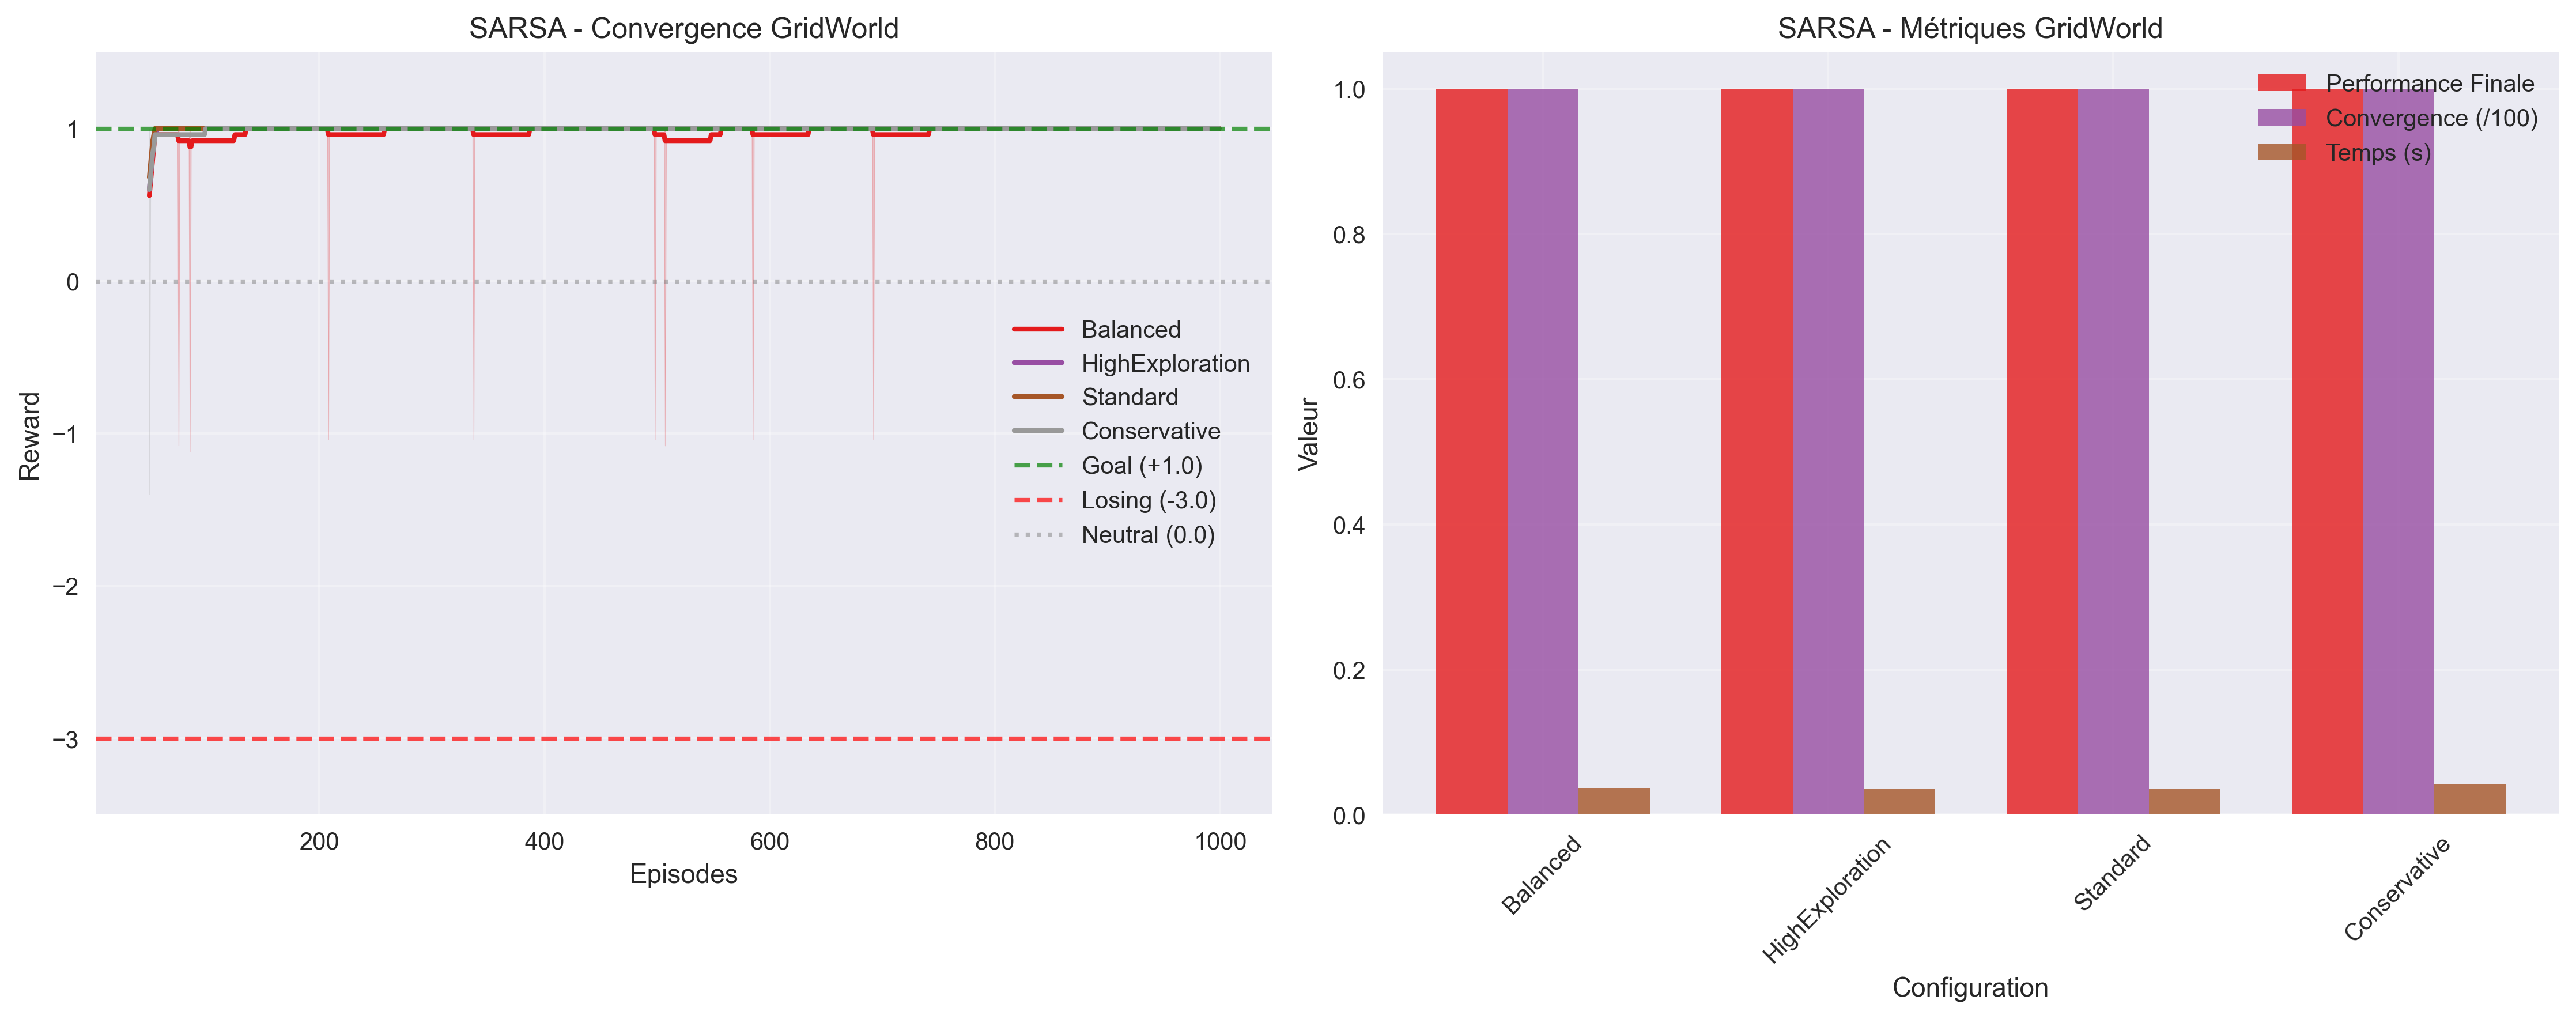 SARSA - Convergence GridWorld
Reward
1
0
−1
−2
−3
200
400
600
800
1000
Episodes
Balanced
HighExploration
Standard
Conservative
Goal (+1.0)
Losing (-3.0)
Neutral (0.0)
SARSA - Métriques GridWorld
Valeur
1.0
0.8
0.6
0.4
0.2
0.0
Performance Finale
Convergence (/100)
Temps (s)
Balanced
HighExploration
Standard
Conservative
Configuration